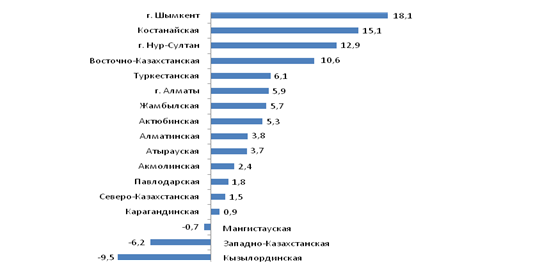 г. Шымкент 18,1
Костанайская 15,1
г. Нур-Султан 12,9
Восточно-Казахстанская 10,6
Туркестанская 6,1
г. Алматы 5,9
Жамбылская 5,7
Актюбинская 5,3
Алматинская 3,8
Атырауская 3,7
Акмолинская 2,4
Павлодарская 1,8
Северо-Казахстанская 1,5
Карагандинская 0,9
-0,7 Мангистауская
-6,2 Западно-Казахстанская
-9,5 Кызылординская